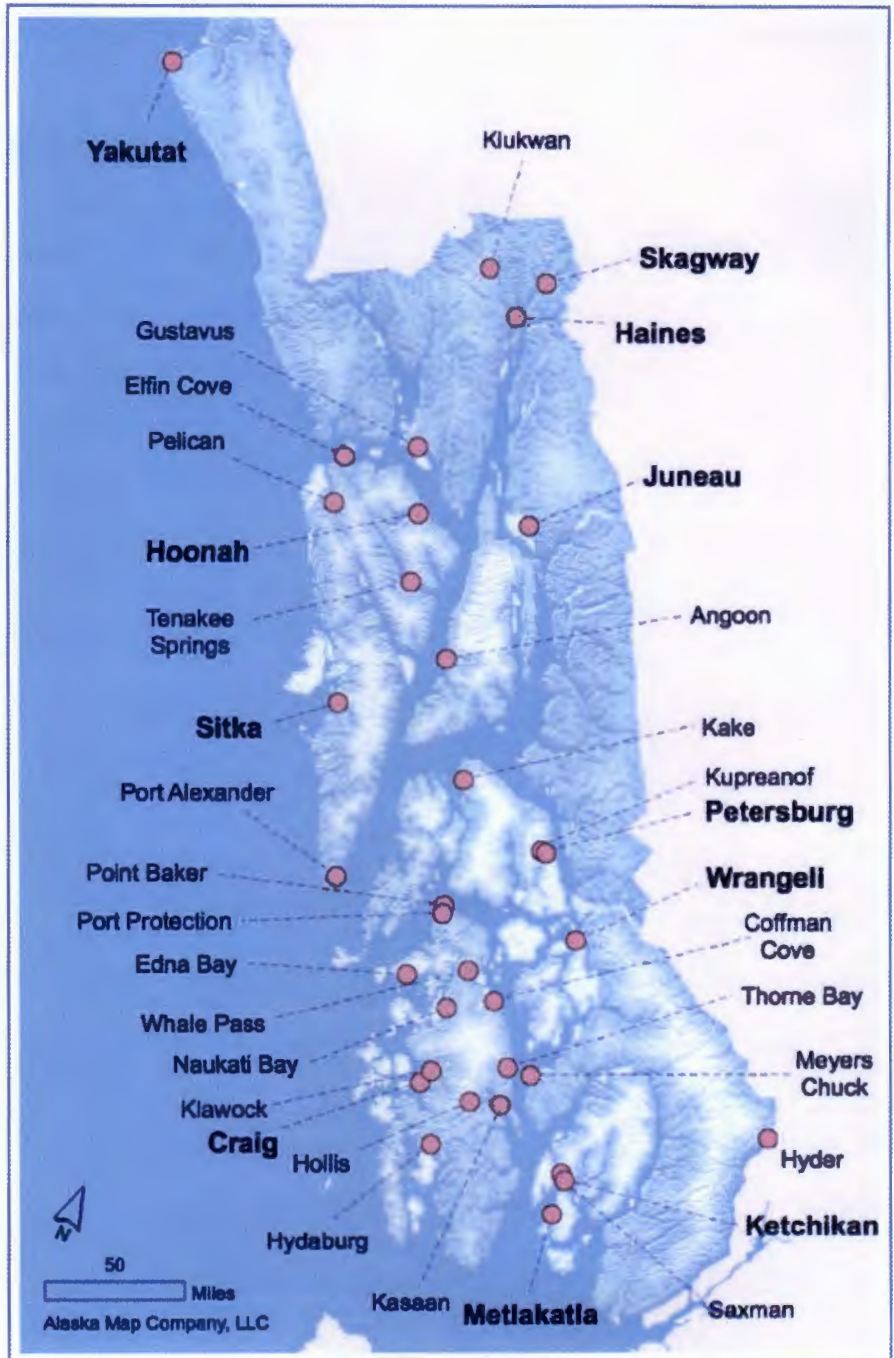 Yakutat
Klukwan
Skagway
Haines
Gustavus
Elfin Cove
Pelican
Juneau
Hoonah
Tenakee
Springs
Angoon
Sitka
Kake
Port Alexander
Kupreanof
Petersburg
Point Baker
Wrangell
Port Protection
Coffman
Cove
Edna Bay
Thorne Bay
Whale Pass
Naukati Bay
Meyers
Chuck
Klawock
Craig
Hollis
Hyder
Hydaburg
Ketchikan
Kasaan
Metlakatla
Saxman
N
50
Miles
Alaska Map Company, LLC